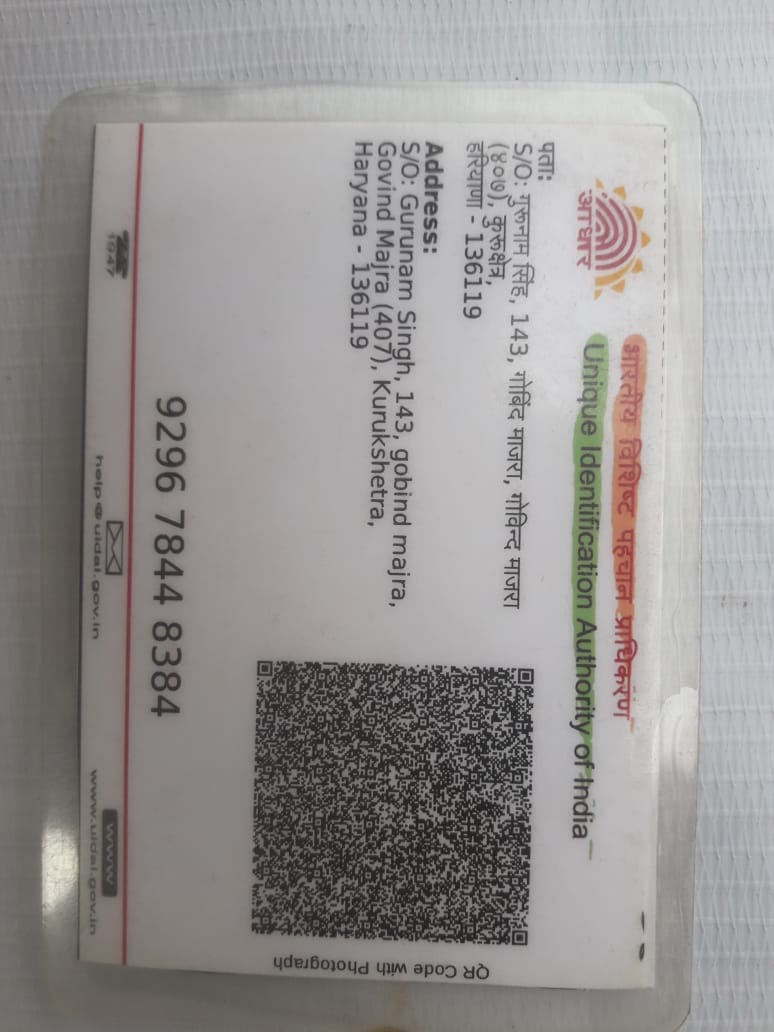 भारतीय विशिष्ट पहचान प्राधिकरण
Unique Identification Authority of India
आधार
पता:
S/O: गुरूनाम सिंह, 143, गोबिंद माजरा, गोविन्द माजरा
(४०७), कुरूक्षेत्र,
हरियाणा - 136119
Address:
S/O: Gurunam Singh, 143, gobind majra,
Govind Majra (407), Kurukshetra,
Haryana - 136119
QR Code with Photograph
9296 7844 8384
1947
help@uidai.gov.in
www
www.uidai.gov.in